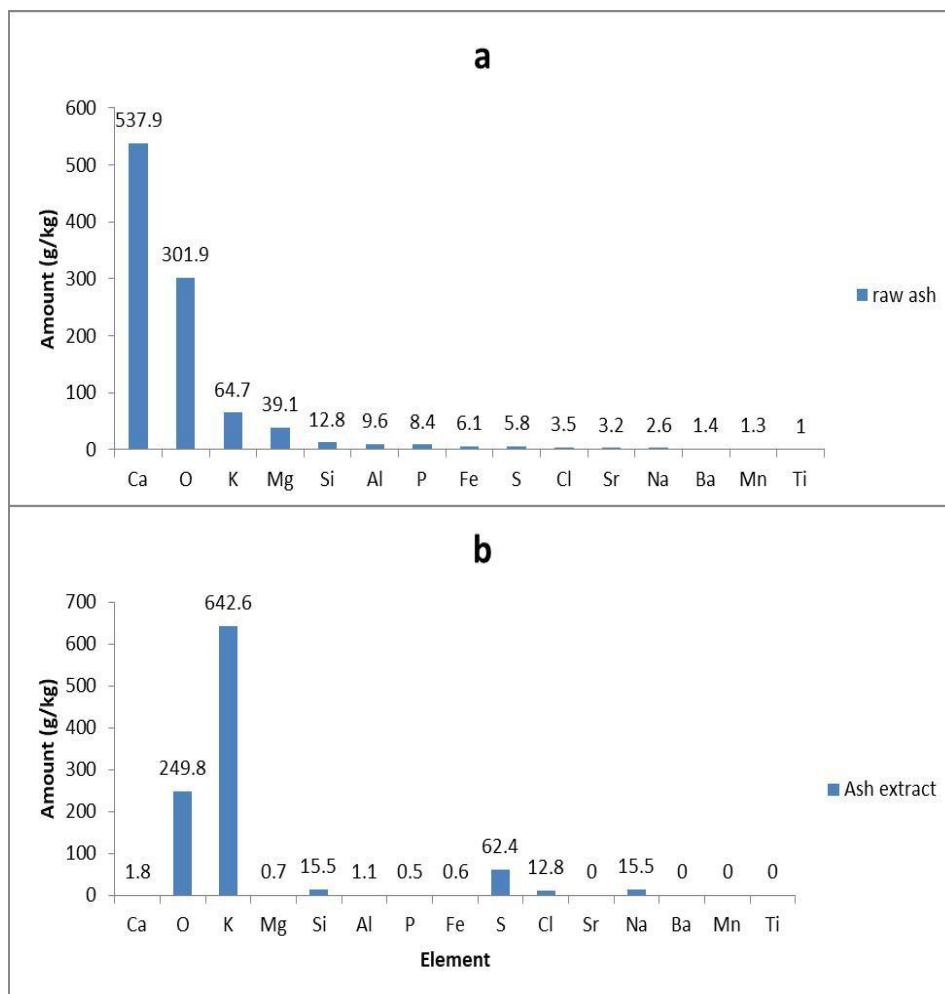 a
600
537.9
500
400
301.9
300
200
100
64.7
39.1
12.8 9.6 8.4 6.1 5.8 3.5 3.2 2.6 1.4 1.3 1
0
Ca O K Mg Si Al P Fe S Cl Sr Na Ba Mn Ti
Amount (g/kg)
raw ash
b
700
642.6
600
500
400
300
249.8
200
100
62.4
1.8 0.7 15.5 1.1 0.5 0.6 12.8 0 15.5 0 0 0
0
Ca O K Mg Si Al P Fe S Cl Sr Na Ba Mn Ti
Amount (g/kg)
Ash extract
Element